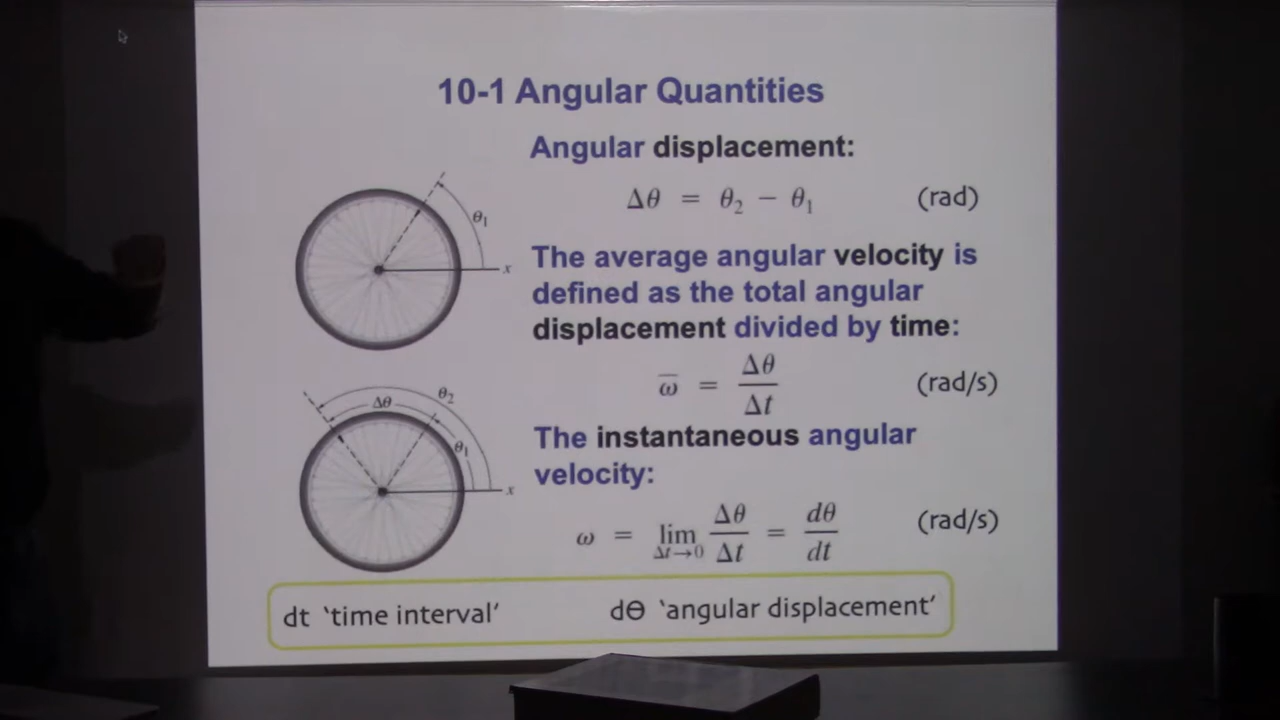 10-1 Angular Quantities
Angular displacement:
Δθ = θ₂ − θ₁ (rad)
θ₁
x
The average angular velocity is
defined as the total angular
displacement divided by time:
ω̅ = Δθ/Δt (rad/s)
θ₂
Δθ
θ₁
x
The instantaneous angular
velocity:
ω = lim Δt→0 Δθ/Δt = dθ/dt (rad/s)
dt ‘time interval’ dθ ‘angular displacement’